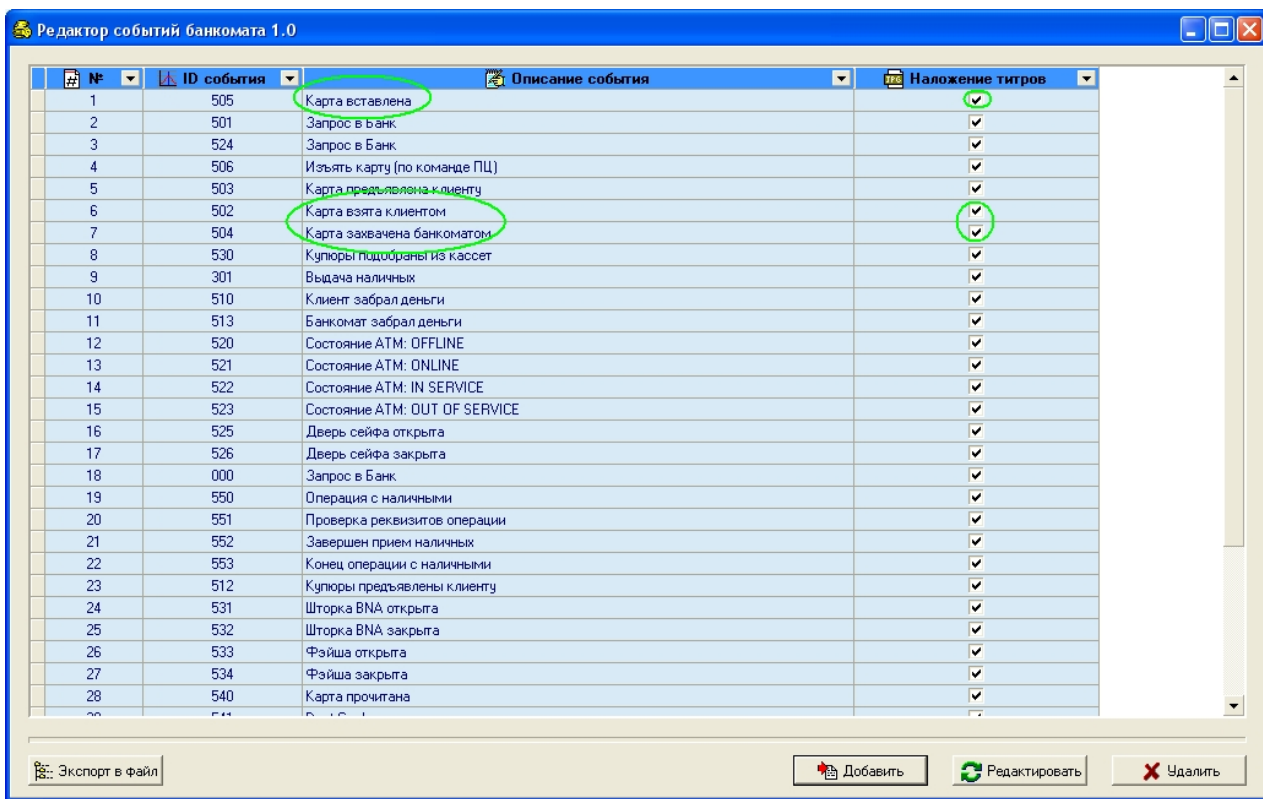 Редактор событий банкомата 1.0
№ ID события Описание события Наложение титров
1 505 Карта вставлена
2 501 Запрос в Банк
3 524 Запрос в Банк
4 506 Изъять карту (по команде ПЦ)
5 503 Карта предъявлена клиенту
6 502 Карта взята клиентом
7 504 Карта захвачена банкоматом
8 530 Купюры подобраны из кассет
9 301 Выдача наличных
10 510 Клиент забрал деньги
11 513 Банкомат забрал деньги
12 520 Состояние ATM: OFFLINE
13 521 Состояние ATM: ONLINE
14 522 Состояние ATM: IN SERVICE
15 523 Состояние ATM: OUT OF SERVICE
16 525 Дверь сейфа открыта
17 526 Дверь сейфа закрыта
18 000 Запрос в Банк
19 550 Операция с наличными
20 551 Проверка реквизитов операции
21 552 Завершен прием наличных
22 553 Конец операции с наличными
23 512 Купюры предъявлены клиенту
24 531 Шторка BNA открыта
25 532 Шторка BNA закрыта
26 533 Фэйша открыта
27 534 Фэйша закрыта
28 540 Карта прочитана
Экспорт в файл Добавить Редактировать Удалить